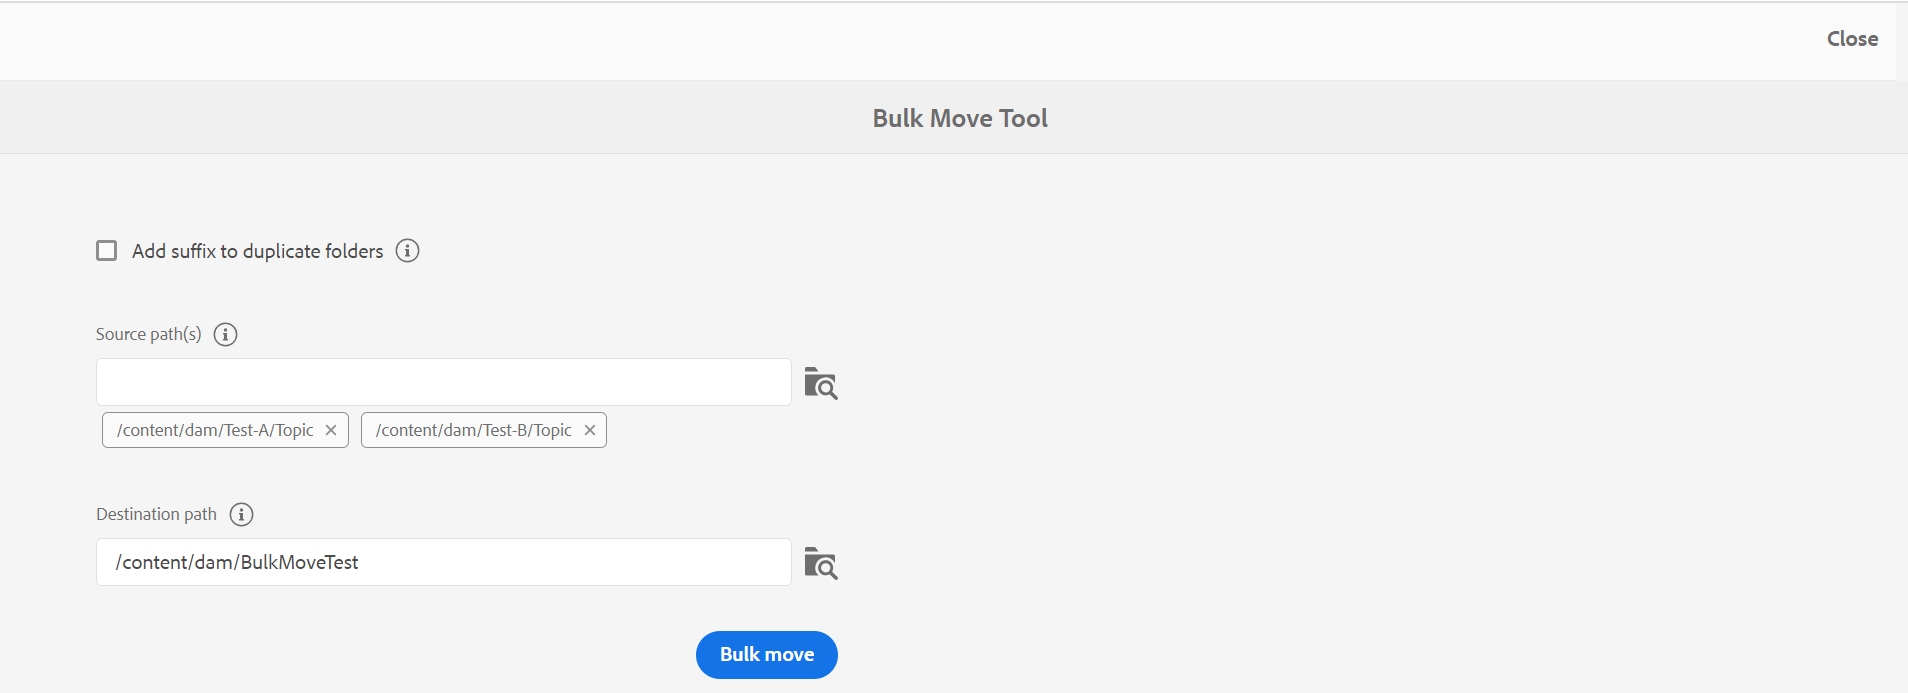 Close
Bulk Move Tool
Add suffix to duplicate folders
Source path(s)
/content/dam/Test-A/Topic /content/dam/Test-B/Topic
Destination path
/content/dam/BulkMoveTest
Bulk move